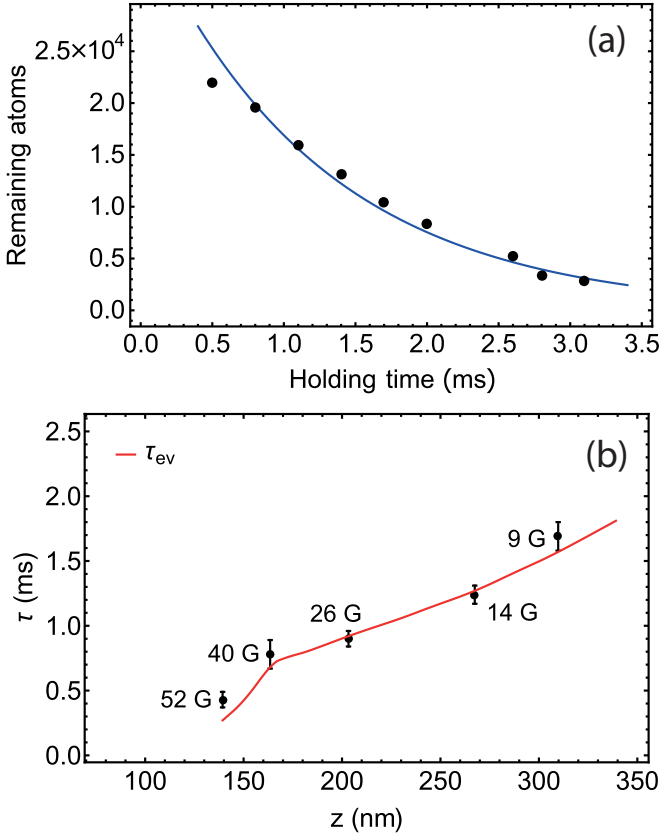 (a)
Remaining atoms
2.5×10⁴
2.0
1.5
1.0
0.5
0.0
0.0 0.5 1.0 1.5 2.0 2.5 3.0 3.5
Holding time (ms)
(b)
τ_ev
τ (ms)
2.5
2.0
1.5
1.0
0.5
0.0
9 G
14 G
26 G
40 G
52 G
100 150 200 250 300 350
z (nm)